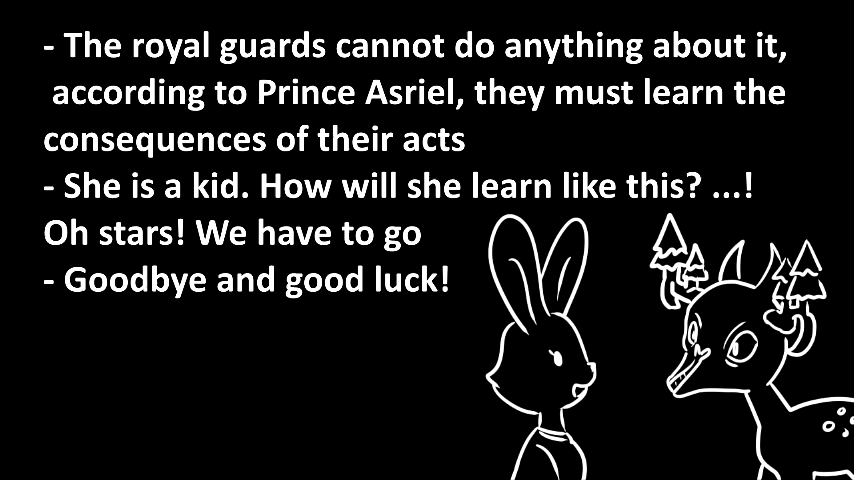 - The royal guards cannot do anything about it,
according to Prince Asriel, they must learn the
consequences of their acts
- She is a kid. How will she learn like this? ...!
Oh stars! We have to go
- Goodbye and good luck!